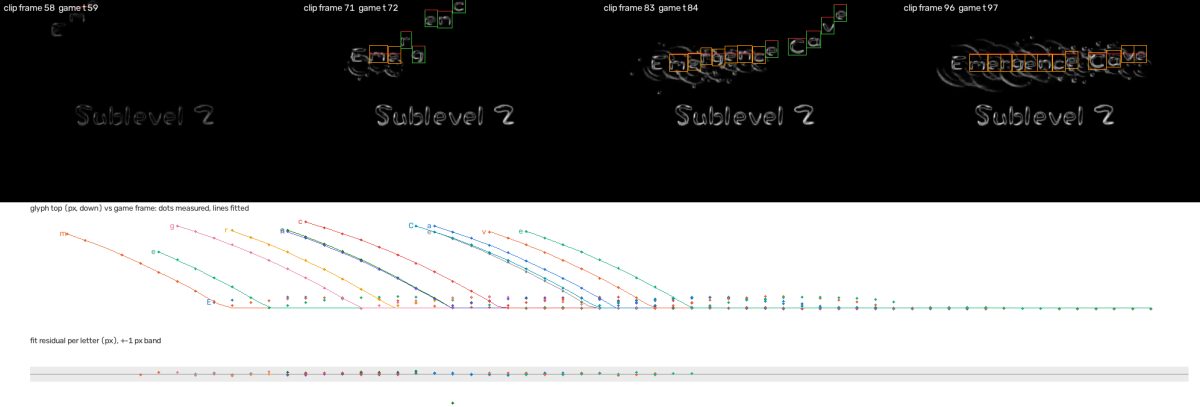 clip frame 58 game t 59
clip frame 71 game t 72
clip frame 83 game t 84
clip frame 96 game t 97
E m
E m e r g e n c
Emergence Cave
Emergence Cave
Sublevel 2
Sublevel 2
Sublevel 2
Sublevel 2
glyph top (px, down) vs game frame: dots measured, lines fitted
m g r c C a v e
e E
fit residual per letter (px), +-1 px band